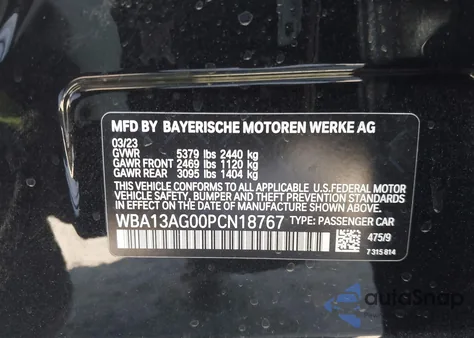 MFD BY BAYERISCHE MOTOREN WERKE AG
03/23
GVWR 5379 lbs 2440 kg
GAWR FRONT 2469 lbs 1120 kg
GAWR REAR 3095 lbs 1404 kg
THIS VEHICLE CONFORMS TO ALL APPLICABLE U.S.FEDERAL MOTOR
VEHICLE SAFETY, BUMPER, AND THEFT PREVENTION STANDARDS
IN EFFECT ON THE DATE OF MANUFACTURE SHOWN ABOVE.
WBA13AG00PCN18767 TYPE: PASSENGER CAR
475/9
7 315 814
autoSnap